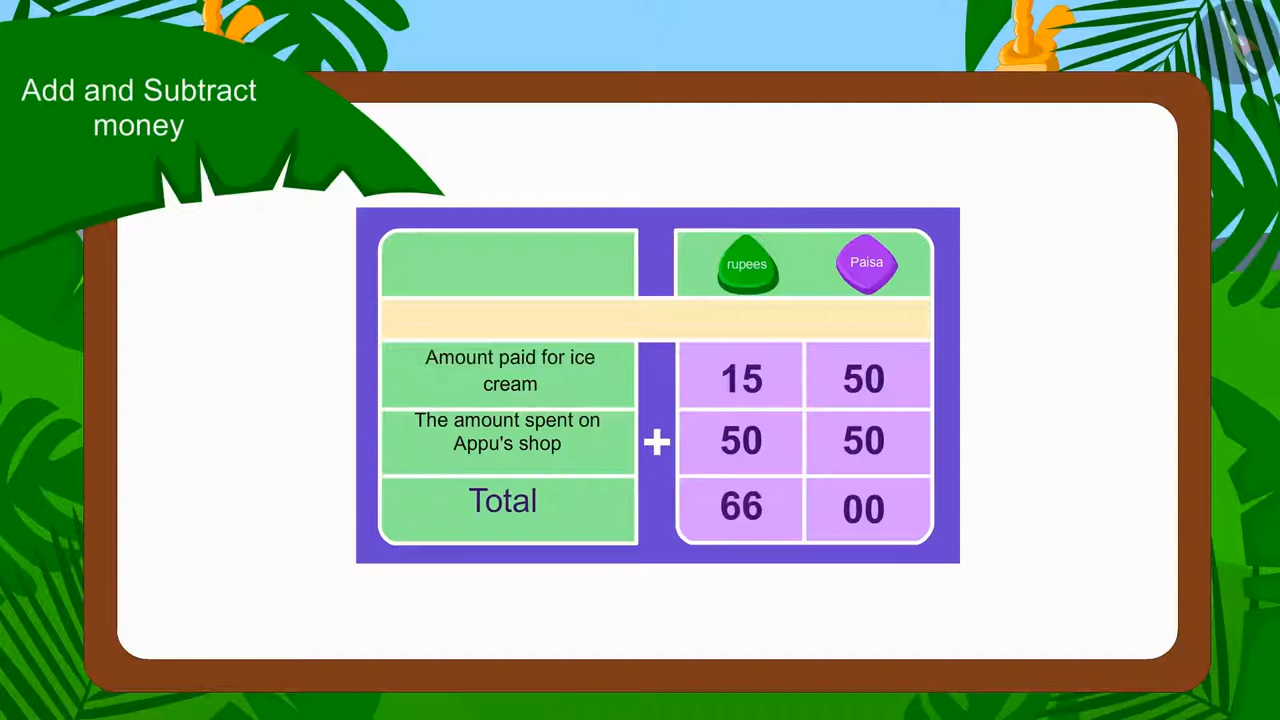 Add and Subtract
money
rupees Paisa
Amount paid for ice
cream
15 50
The amount spent on
Appu's shop
+ 50 50
Total 66 00